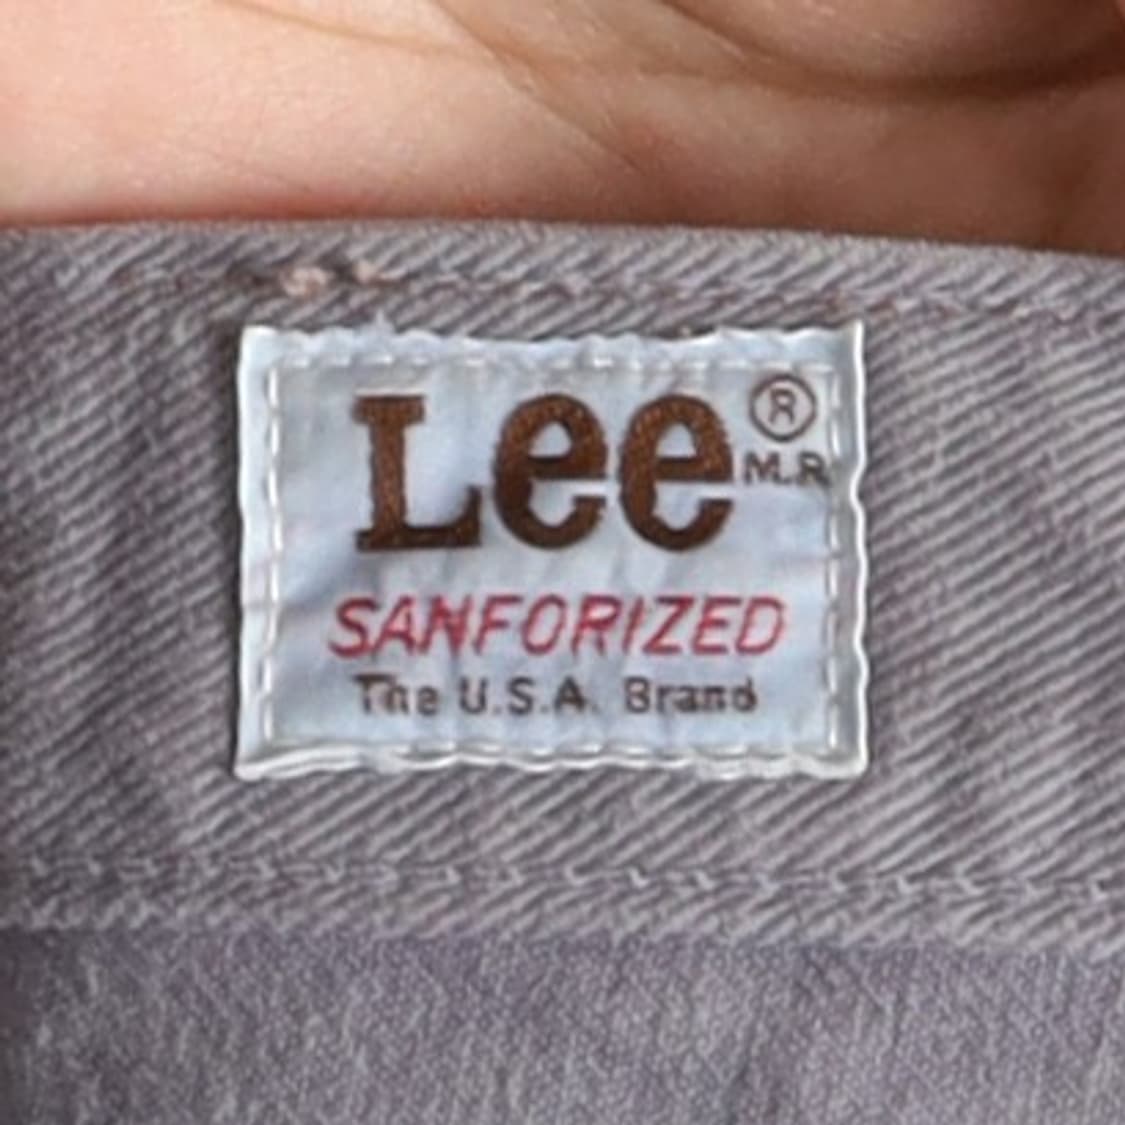 Lee ®
M.R.
SANFORIZED
The U.S.A. Brand